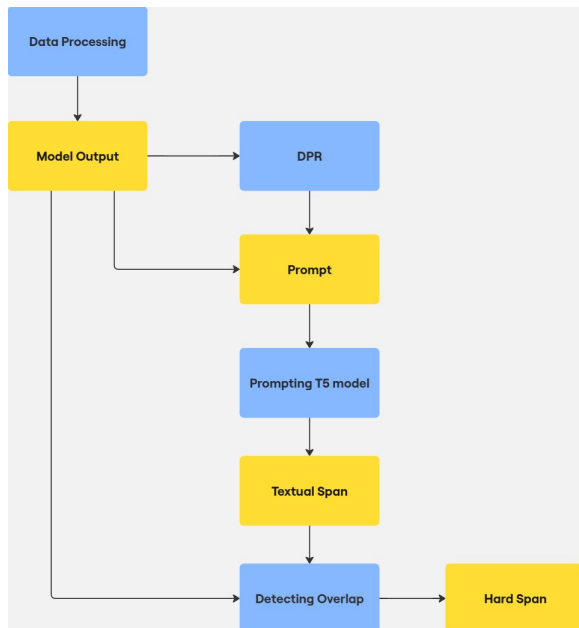 Data Processing
Model Output
DPR
Prompt
Prompting T5 model
Textual Span
Detecting Overlap
Hard Span